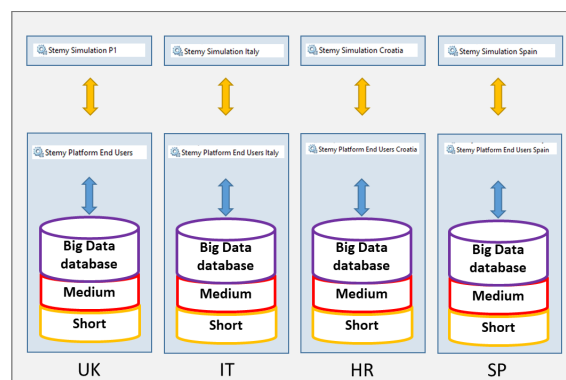 Stemy Simulation P1
Stemy Simulation Italy
Stemy Simulation Croatia
Stemy Simulation Spain
Stemy Platform End Users
Stemy Platform End Users Italy
Stemy Platform End Users Croatia
Stemy Platform End Users Spain
Big Data
database
Medium
Short
Big Data
database
Medium
Short
Big Data
database
Medium
Short
Big Data
database
Medium
Short
UK
IT
HR
SP